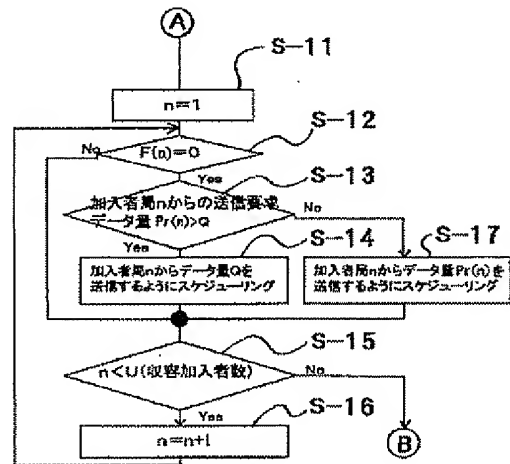 A
S-11
n=1
S-12
No
F(n)=0
Yes
S-13
加入者局nからの送信要求
データ量 Pr(n)>Q
No
Yes
S-14
S-17
加入者局nからデータ量Qを
送信するようにスケジューリング
加入者局nからデータ量Pr(n)を
送信するようにスケジューリング
S-15
n<U(収容加入者数)
No
Yes
S-16
n=n+1
B